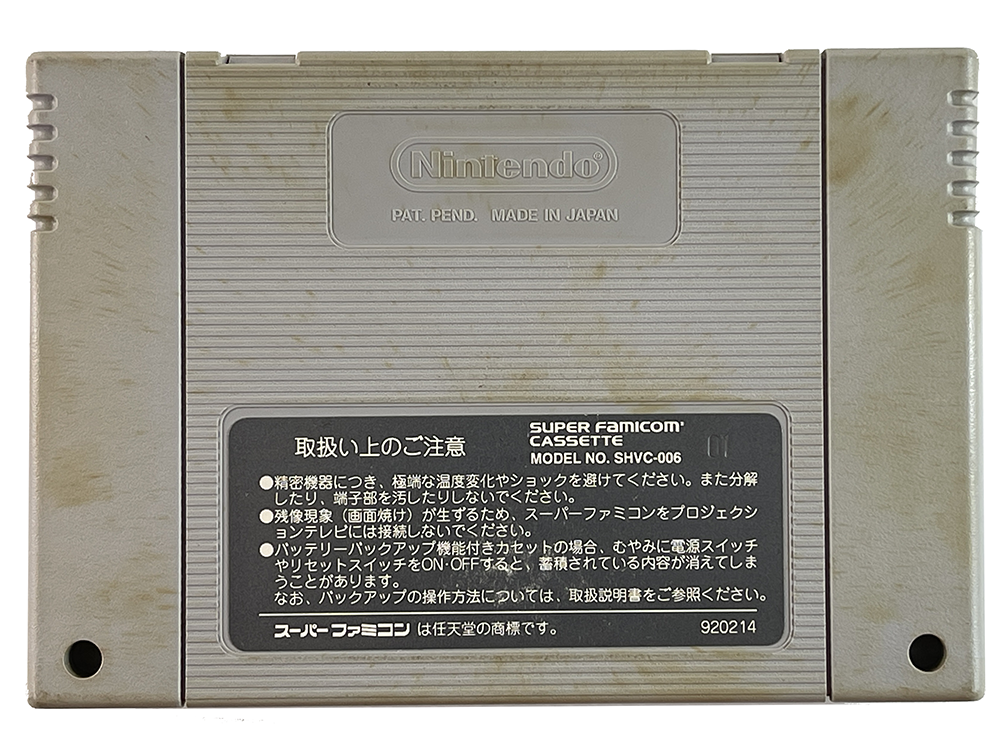 Nintendo®
PAT. PEND. MADE IN JAPAN
取扱い上のご注意
SUPER FAMICOM
CASSETTE
MODEL NO. SHVC-006
●精密機器につき、極端な温度変化やショックを避けてください。また分解
したり、端子部を汚したりしないでください。
●残像現象（画面焼け）が生ずるため、スーパーファミコンをプロジェクシ
ョンテレビには接続しないでください。
●バッテリーバックアップ機能付きカセットの場合、むやみに電源スイッチ
やリセットスイッチをON・OFFすると、蓄積されている内容が消えてしま
うことがあります。
なお、バックアップの操作方法については、取扱説明書をご参照ください。
スーパーファミコン は任天堂の商標です。 920214